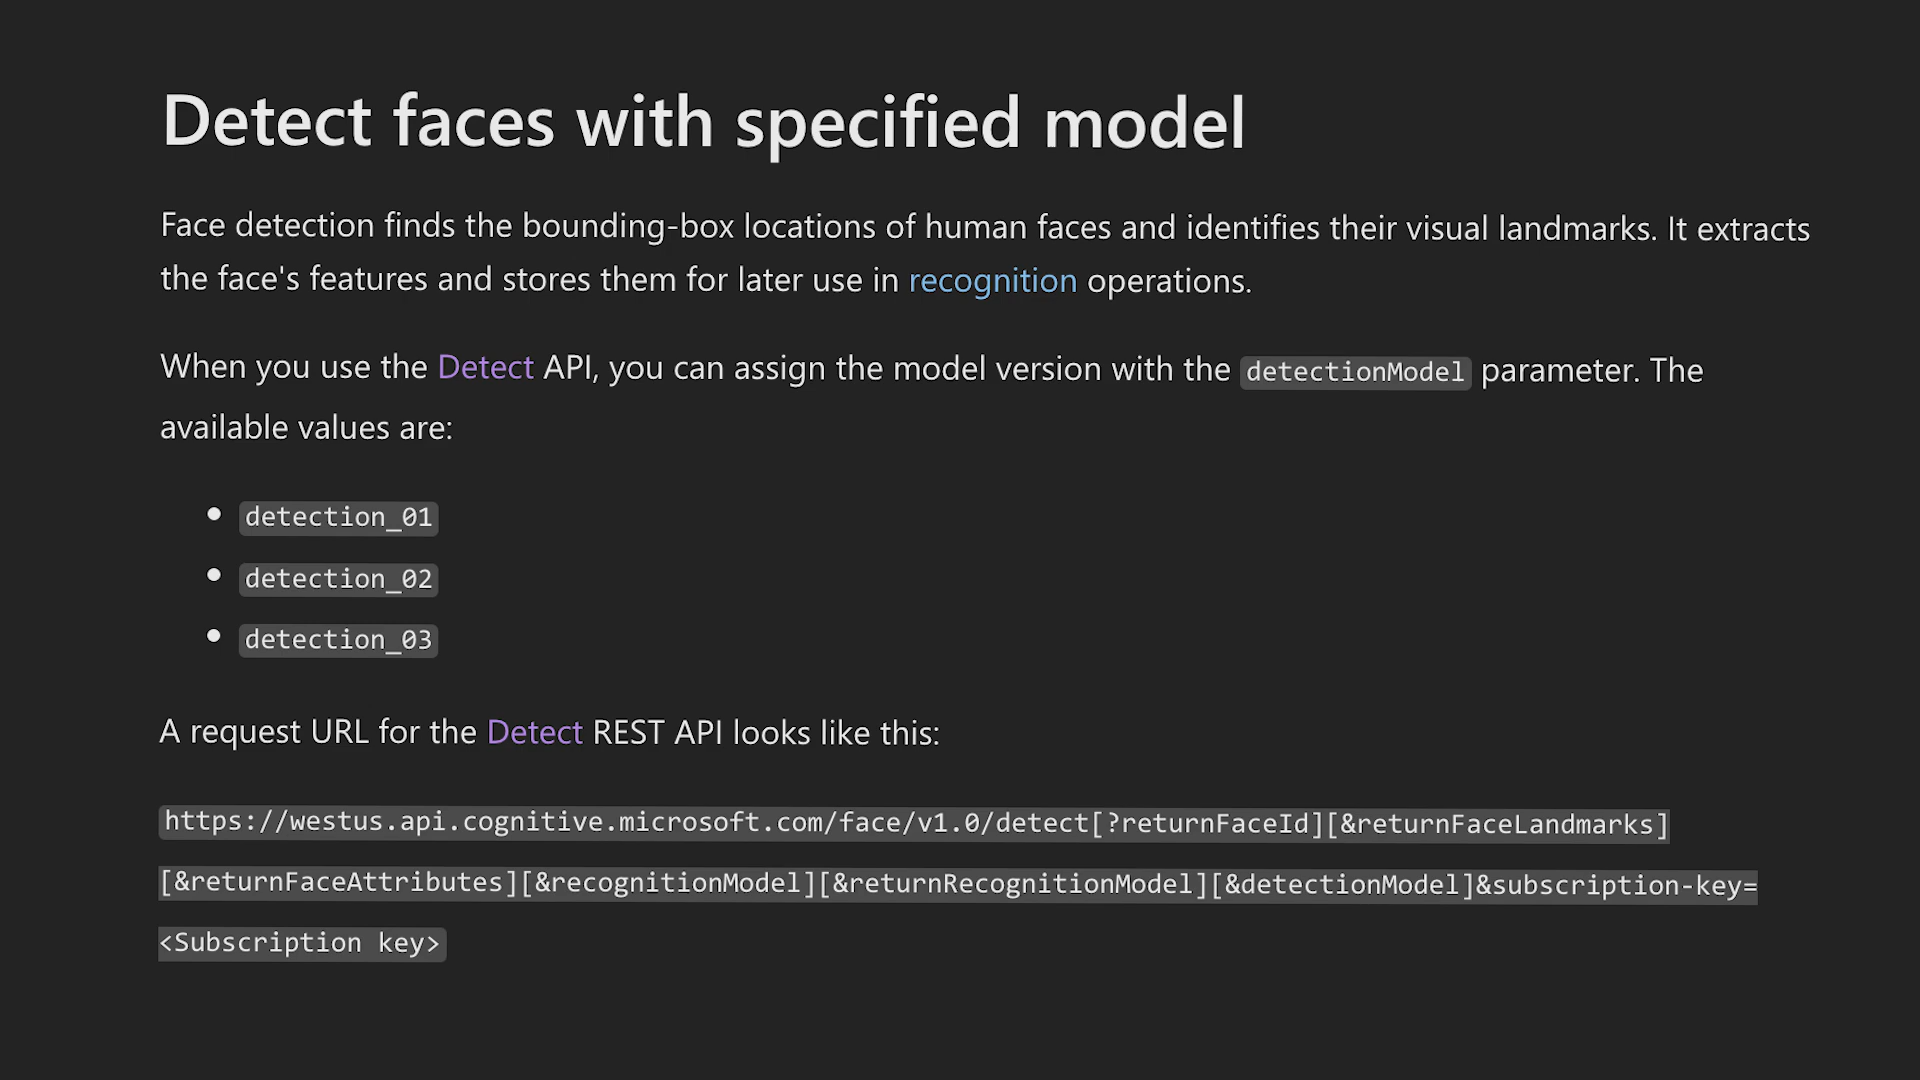 Detect faces with specified model
Face detection finds the bounding-box locations of human faces and identifies their visual landmarks. It extracts
the face's features and stores them for later use in recognition operations.
When you use the Detect API, you can assign the model version with the detectionModel parameter. The
available values are:
• detection_01
• detection_02
• detection_03
A request URL for the Detect REST API looks like this:
https://westus.api.cognitive.microsoft.com/face/v1.0/detect[?returnFaceId][&returnFaceLandmarks]
[&returnFaceAttributes][&recognitionModel][&returnRecognitionModel][&detectionModel]&subscription-key=
<Subscription key>